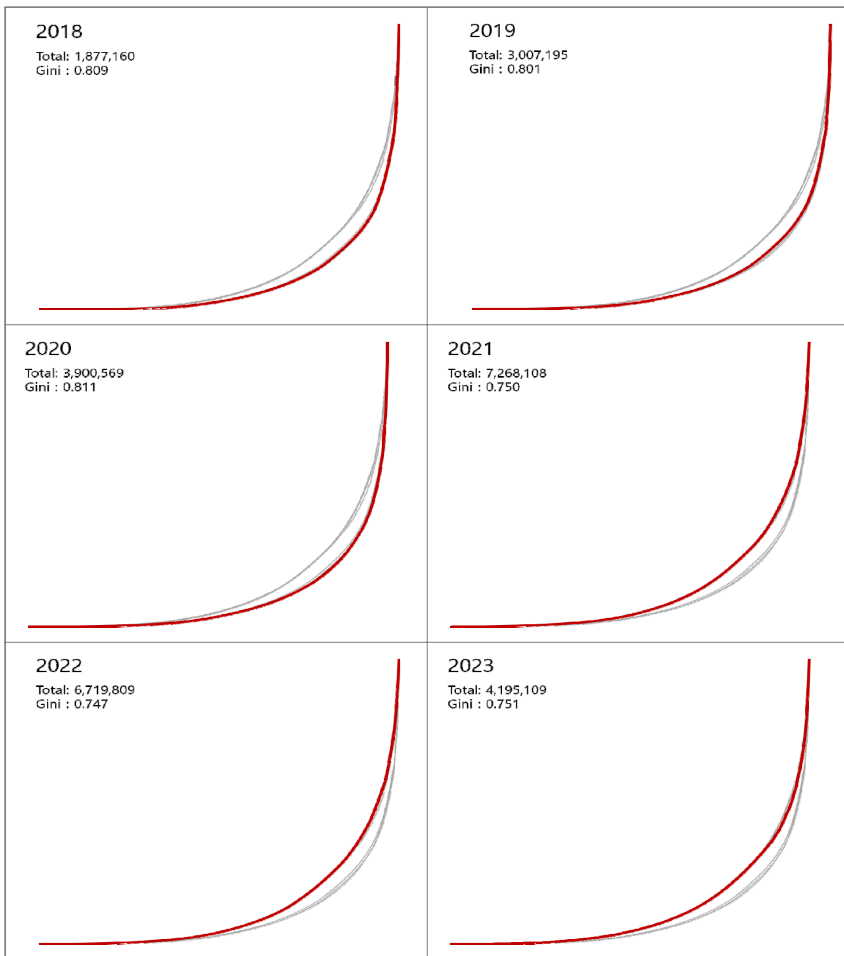 2018
Total: 1,877,160
Gini : 0.809
2019
Total: 3,007,195
Gini : 0.801
2020
Total: 3,900,569
Gini : 0.811
2021
Total: 7,268,108
Gini : 0.750
2022
Total: 6,719,809
Gini : 0.747
2023
Total: 4,195,109
Gini : 0.751